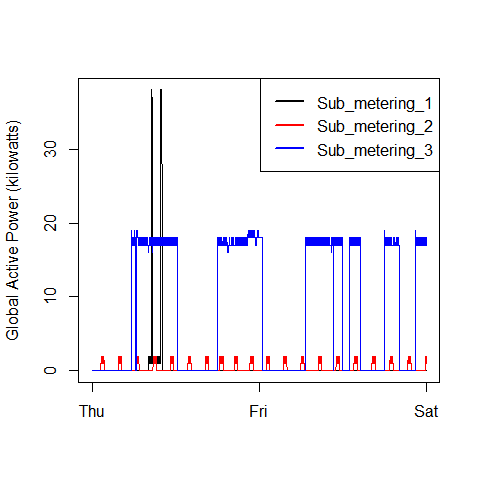 Sub_metering_1
Sub_metering_2
Sub_metering_3
Global Active Power (kilowatts)
30
20
10
0
Thu Fri Sat